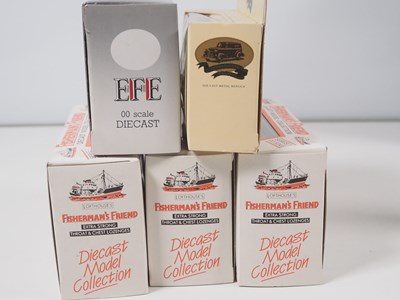 EFE
00 scale
DIECAST
LOFTHOUSE'S
FISHERMAN'S FRIEND
EXTRA STRONG
THROAT & CHEST LOZENGES
Diecast
Model
Collection
LOFTHOUSE'S
FISHERMAN'S FRIEND
EXTRA STRONG
THROAT & CHEST LOZENGES
Diecast
Model
Collection
LOFTHOUSE'S
FISHERMAN'S FRIEND
EXTRA STRONG
THROAT & CHEST LOZENGES
Diecast
Model
Collection